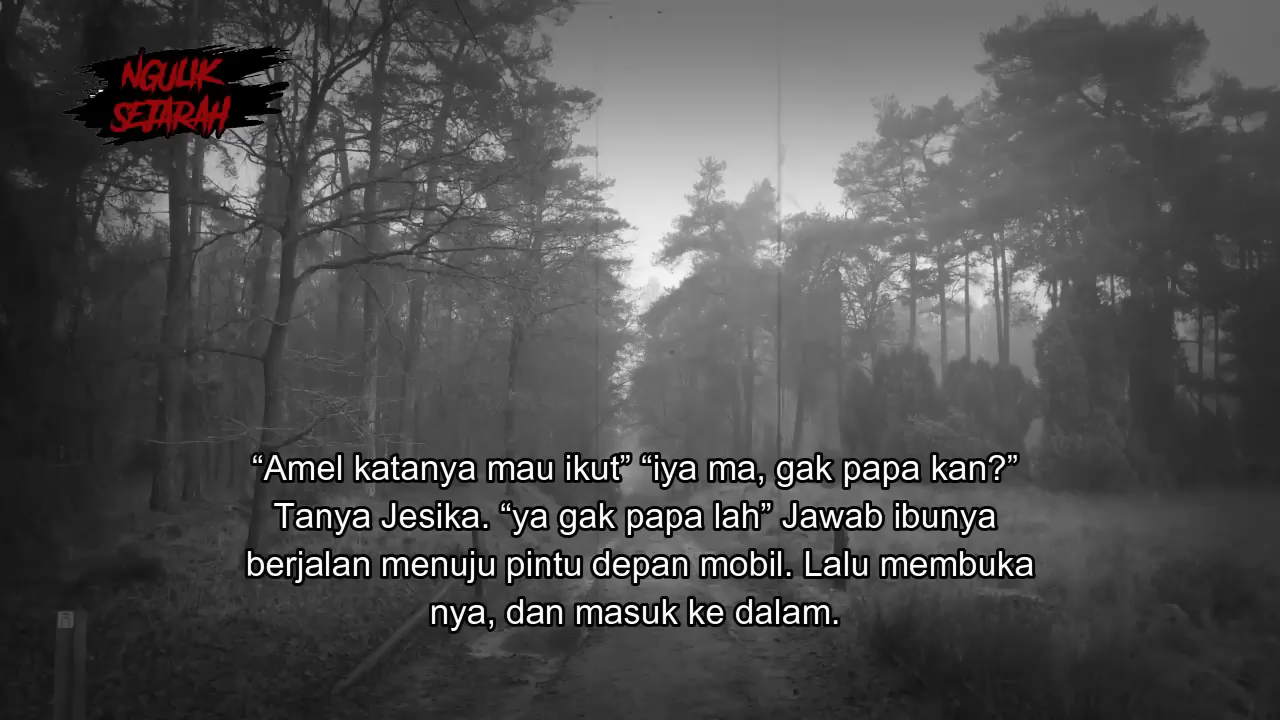 NGULIK
SEJARAH
“Amel katanya mau ikut” “iya ma, gak papa kan?”
Tanya Jesika. “ya gak papa lah” Jawab ibunya
berjalan menuju pintu depan mobil. Lalu membuka
nya, dan masuk ke dalam.